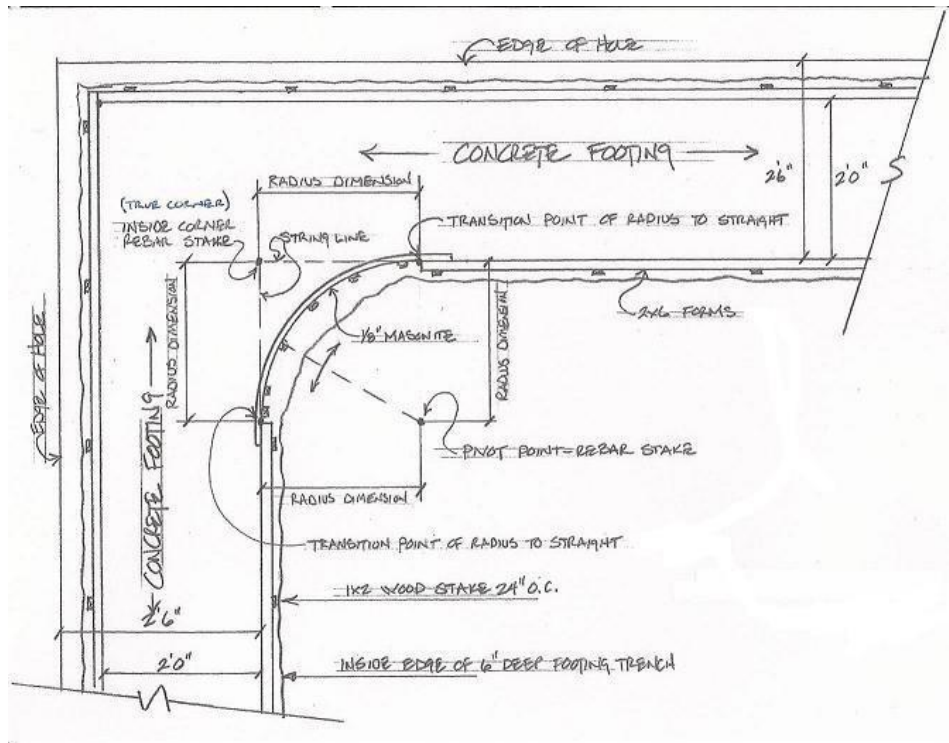 EDGE OF HOLE
CONCRETE FOOTING
2'6"
2'0"
RADIUS DIMENSION
(TRUE CORNER)
INSIDE CORNER
REBAR STAKE
STRING LINE
TRANSITION POINT OF RADIUS TO STRAIGHT
RADIUS DIMENSION
1/8" MASONITE
RADIUS DIMENSION
2X6 FORMS
EDGE OF HOLE
CONCRETE FOOTING
PIVOT POINT=REBAR STAKE
RADIUS DIMENSION
TRANSITION POINT OF RADIUS TO STRAIGHT
1X2 WOOD STAKE 24" O.C.
2'6"
2'0"
INSIDE EDGE OF 6" DEEP FOOTING TRENCH